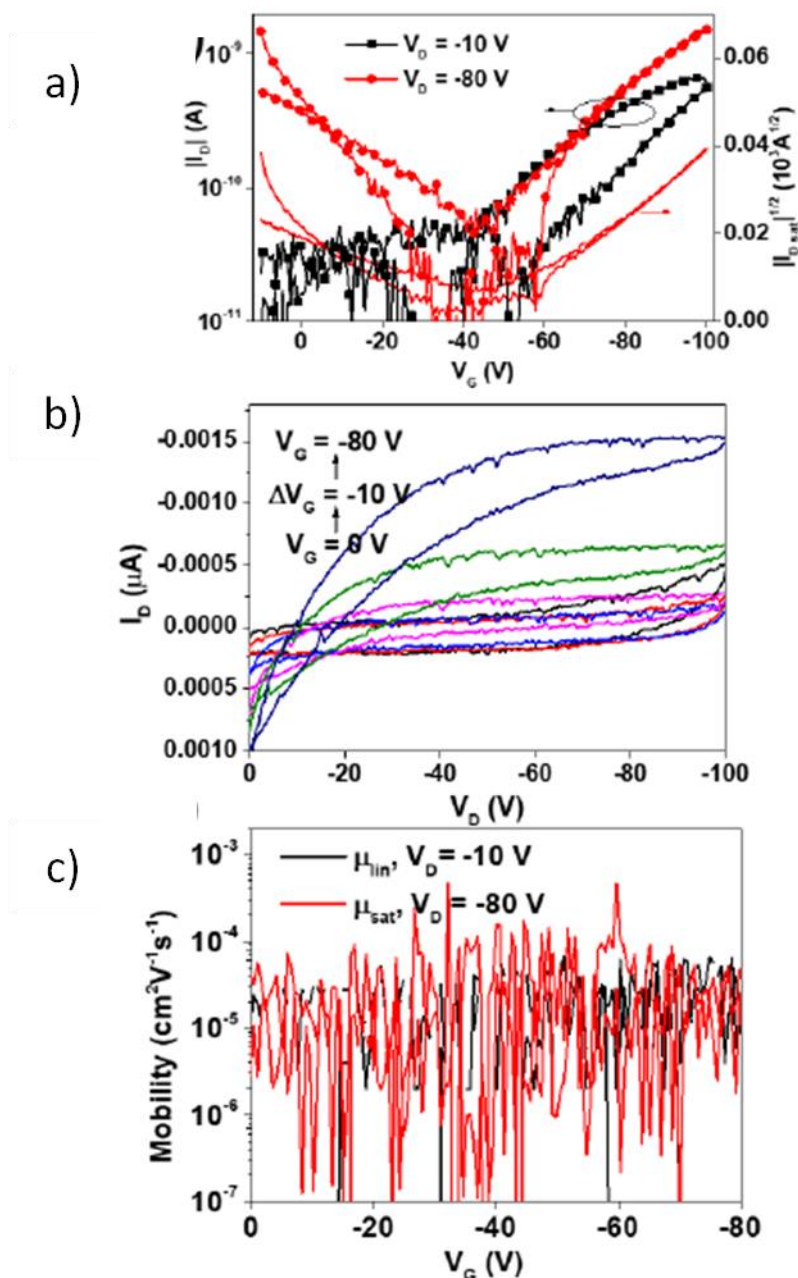 a)
V_D = -10 V
V_D = -80 V
|I_D| (A)
10^-9
10^-10
10^-11
0.06
0.04
0.02
0.00
|I_D sat|^1/2 (10^3A^1/2)
0 -20 -40 -60 -80 -100
V_G (V)
b)
V_G = -80 V
ΔV_G = -10 V
V_G = 0 V
I_D (μA)
-0.0015
-0.0010
-0.0005
0.0000
0.0005
0.0010
0 -20 -40 -60 -80 -100
V_D (V)
c)
μ_lin, V_D = -10 V
μ_sat, V_D = -80 V
Mobility (cm^2V^-1s^-1)
10^-3
10^-4
10^-5
10^-6
10^-7
0 -20 -40 -60 -80
V_G (V)